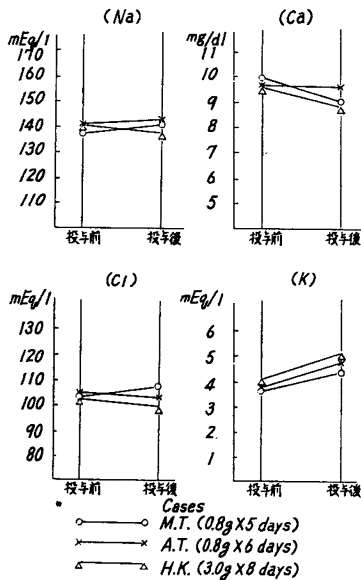 (Na)
mEq/l
170
160
150
140
130
120
110
投与前 投与後
(Ca)
mg/dl
11
10
9
8
7
6
5
4
投与前 投与後
(Cl)
mEq/l
130
120
110
100
90
80
投与前 投与後
(K)
mEq/l
6
5
4
3
2
1
投与前 投与後
* Cases
M.T. (0.8g X 5 days)
A.T. (0.8g X 6 days)
H.K. (3.0g X 8 days)